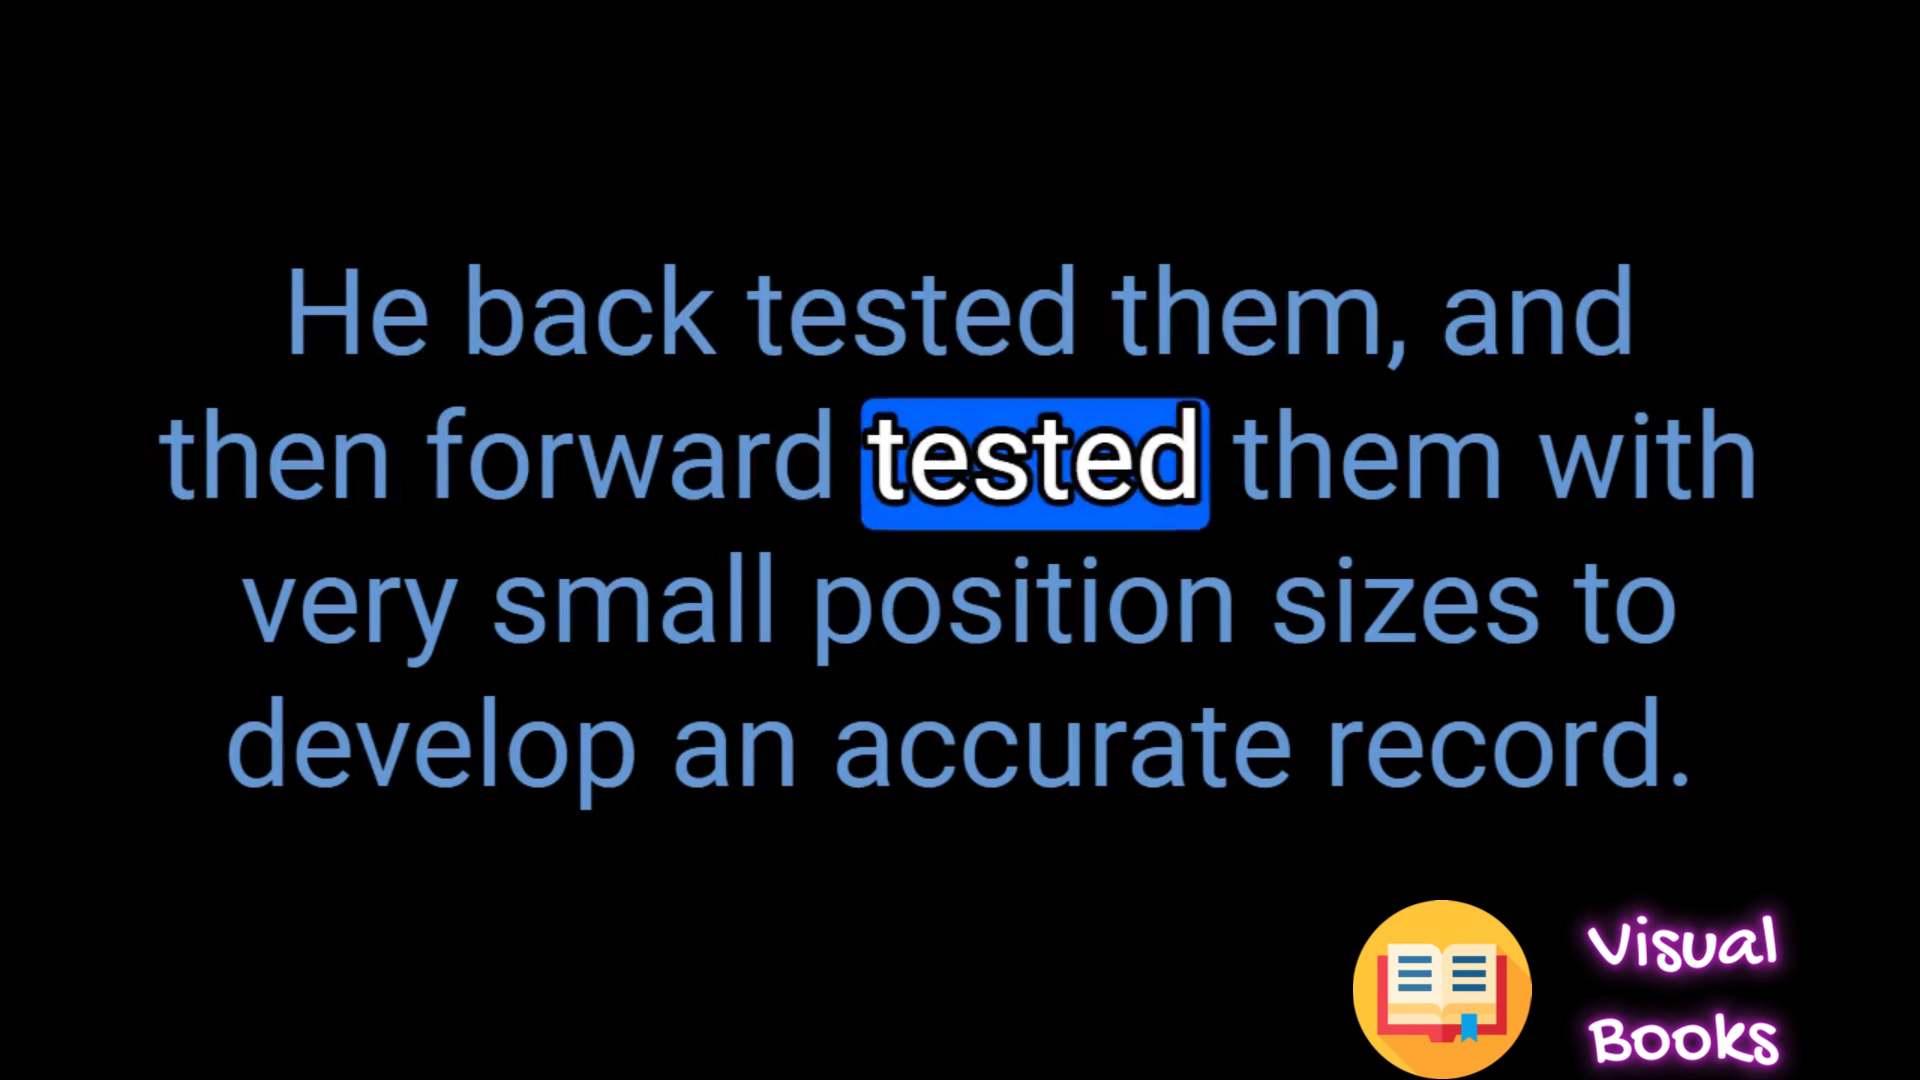 He back tested them, and
then forward tested them with
very small position sizes to
develop an accurate record.
Visual
Books